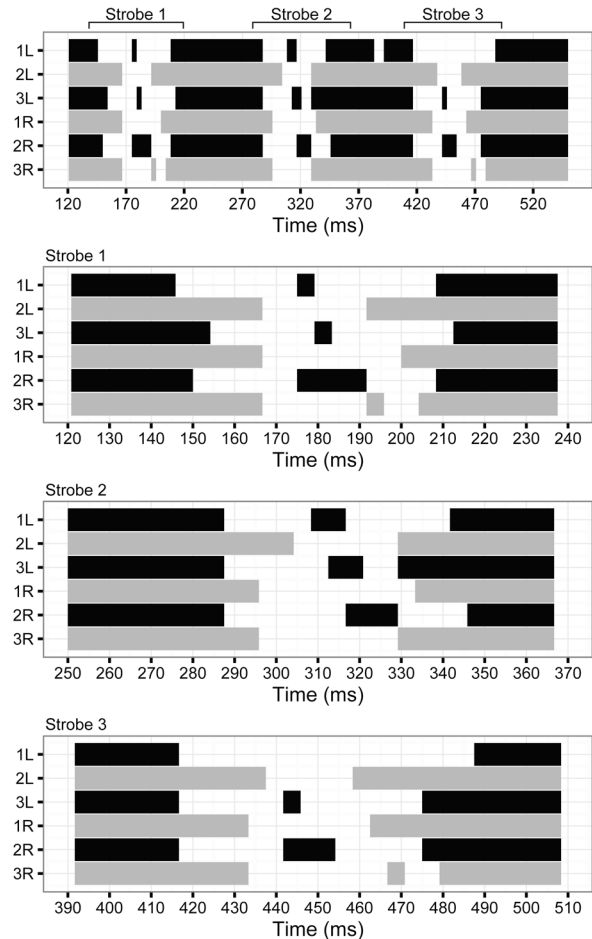 Strobe 1 Strobe 2 Strobe 3
1L
2L
3L
1R
2R
3R
120 170 220 270 320 370 420 470 520
Time (ms)
Strobe 1
1L
2L
3L
1R
2R
3R
120 130 140 150 160 170 180 190 200 210 220 230 240
Time (ms)
Strobe 2
1L
2L
3L
1R
2R
3R
250 260 270 280 290 300 310 320 330 340 350 360 370
Time (ms)
Strobe 3
1L
2L
3L
1R
2R
3R
390 400 410 420 430 440 450 460 470 480 490 500 510
Time (ms)